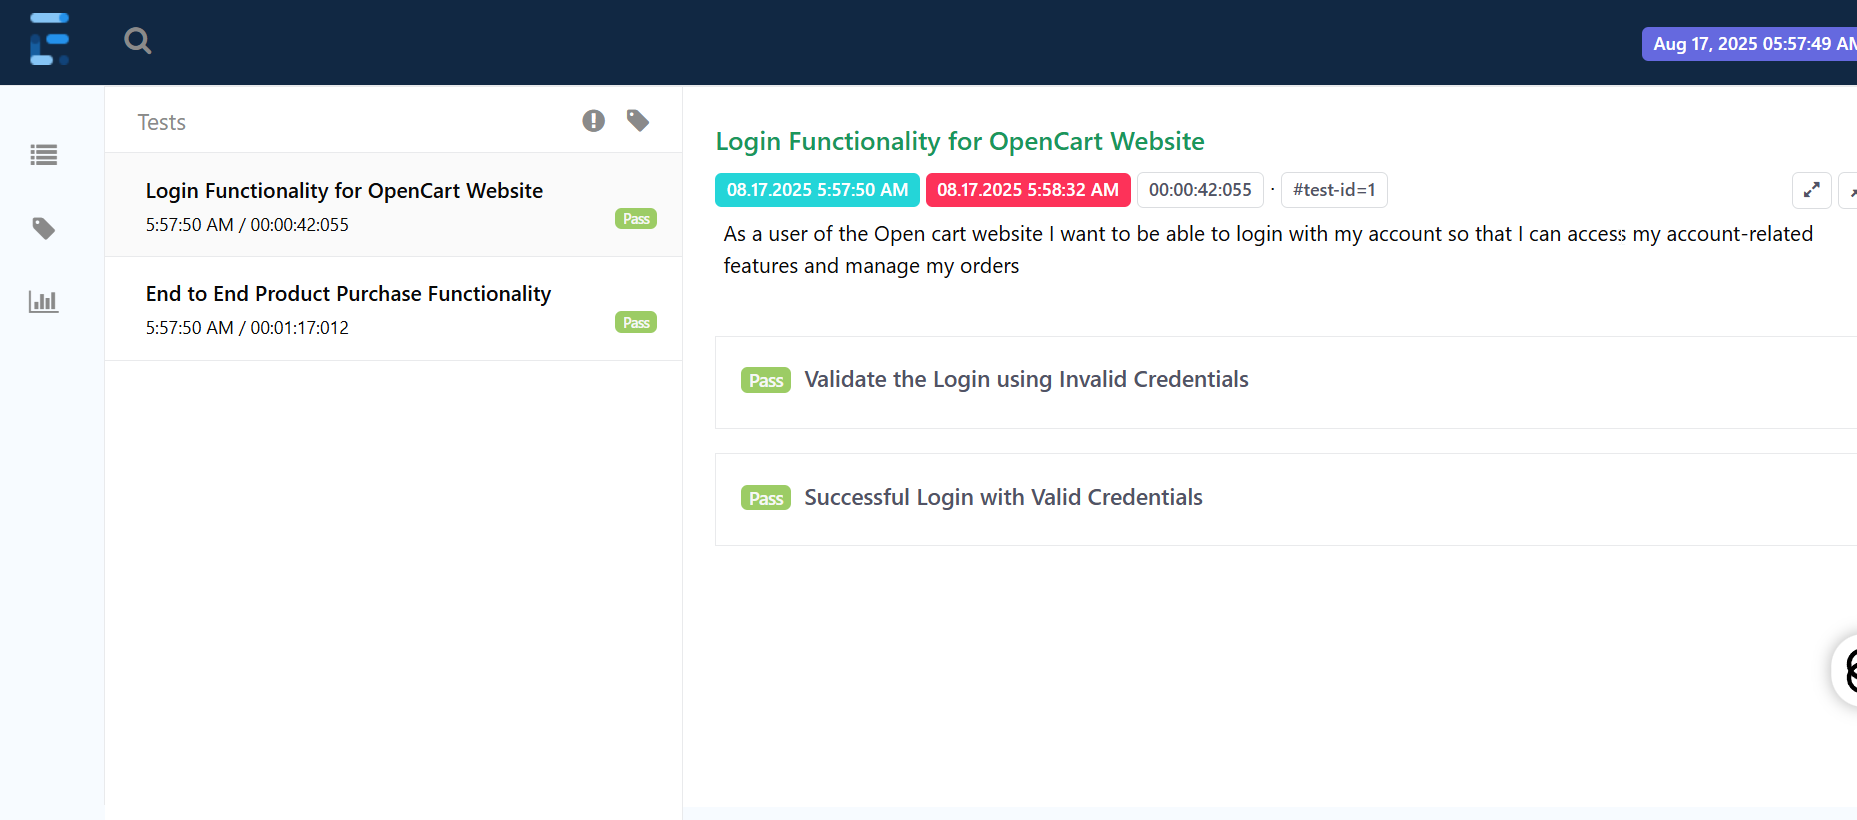 Aug 17, 2025 05:57:49 AM
Tests
Login Functionality for OpenCart Website
5:57:50 AM / 00:00:42:055
Pass
End to End Product Purchase Functionality
5:57:50 AM / 00:01:17:012
Pass
Login Functionality for OpenCart Website
08.17.2025 5:57:50 AM 08.17.2025 5:58:32 AM 00:00:42:055 · #test-id=1
As a user of the Open cart website I want to be able to login with my account so that I can access my account-related
features and manage my orders
Pass Validate the Login using Invalid Credentials
Pass Successful Login with Valid Credentials